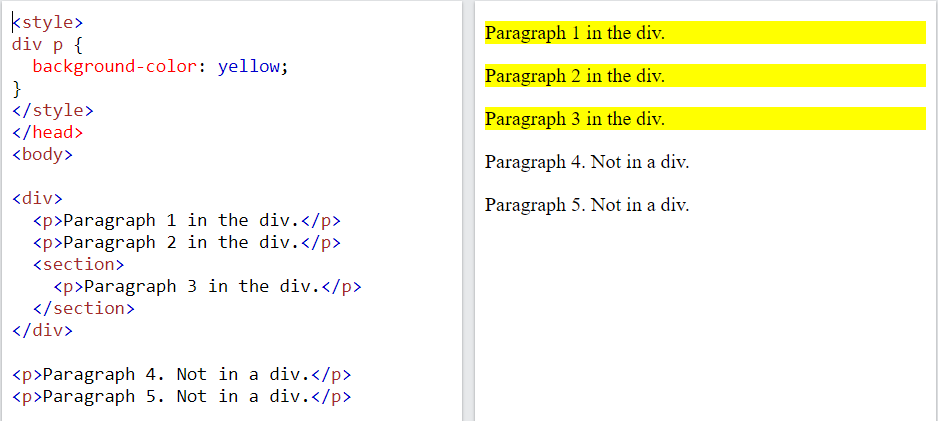 <style>
div p {
  background-color: yellow;
}
</style>
</head>
<body>

<div>
  <p>Paragraph 1 in the div.</p>
  <p>Paragraph 2 in the div.</p>
  <section>
    <p>Paragraph 3 in the div.</p>
  </section>
</div>

<p>Paragraph 4. Not in a div.</p>
<p>Paragraph 5. Not in a div.</p>
Paragraph 1 in the div.
Paragraph 2 in the div.
Paragraph 3 in the div.
Paragraph 4. Not in a div.
Paragraph 5. Not in a div.